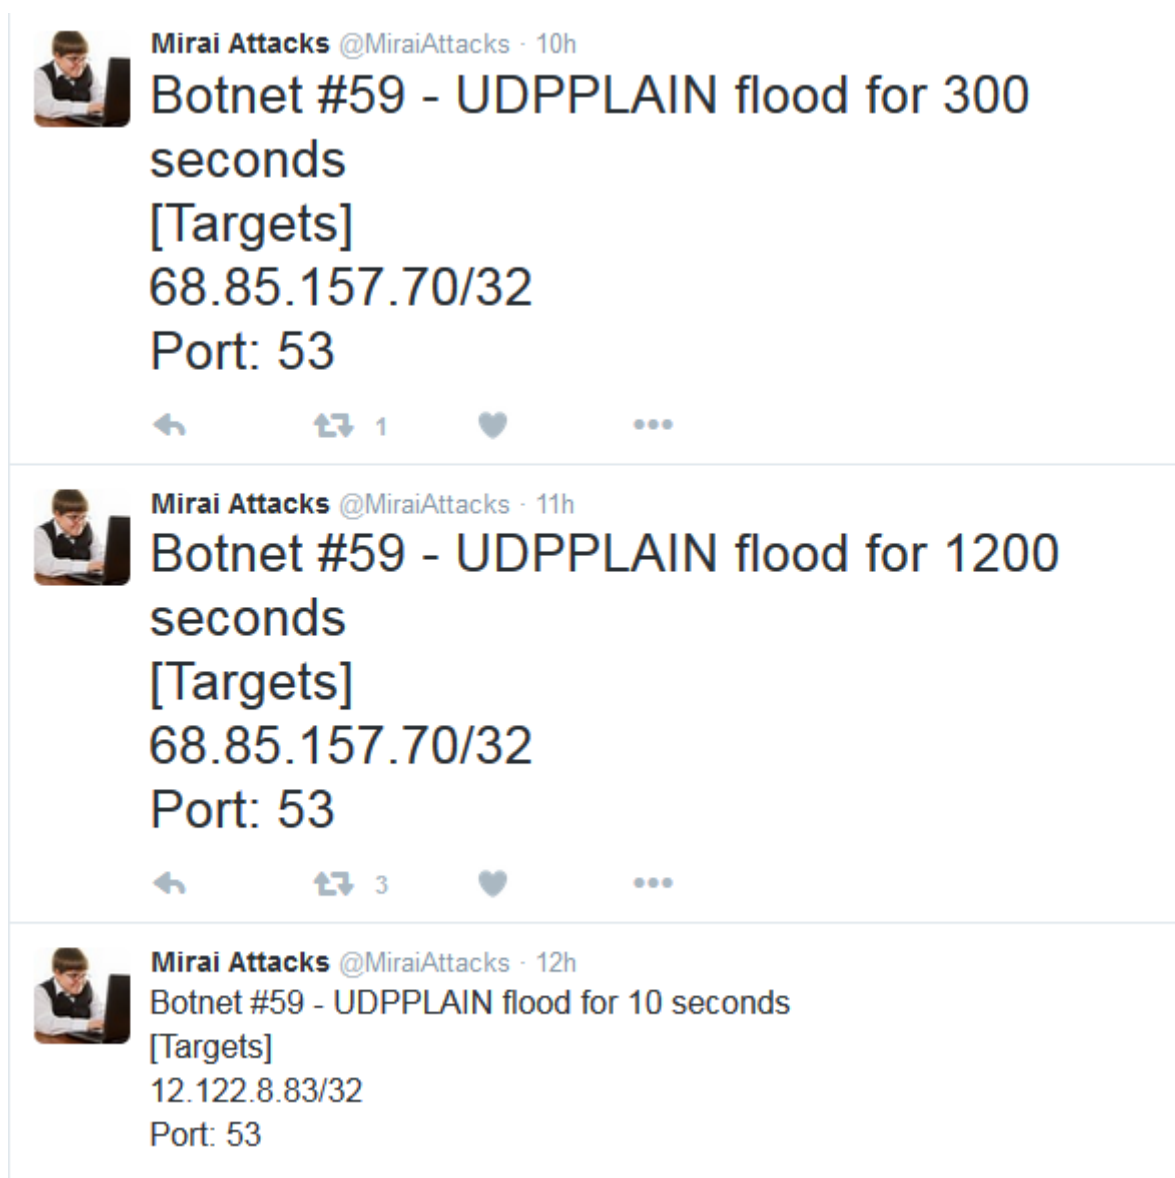 Mirai Attacks @MiraiAttacks · 10h
Botnet #59 - UDPPLAIN flood for 300
seconds
[Targets]
68.85.157.70/32
Port: 53
1
Mirai Attacks @MiraiAttacks · 11h
Botnet #59 - UDPPLAIN flood for 1200
seconds
[Targets]
68.85.157.70/32
Port: 53
3
Mirai Attacks @MiraiAttacks · 12h
Botnet #59 - UDPPLAIN flood for 10 seconds
[Targets]
12.122.8.83/32
Port: 53